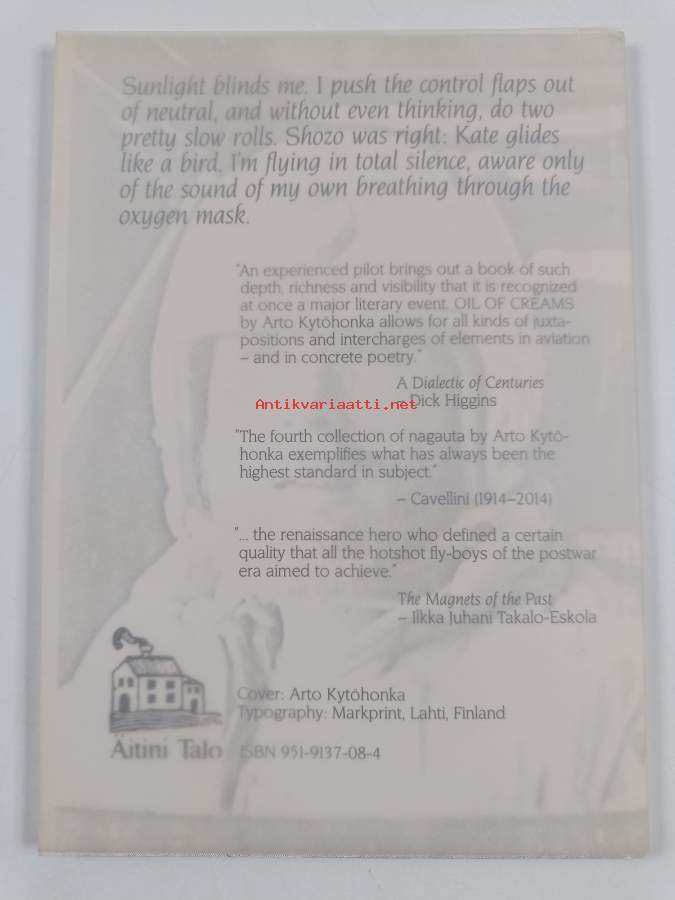 Sunlight blinds me. I push the control flaps out
of neutral, and without even thinking, do two
pretty slow rolls. Shozo was right: Kate glides
like a bird. I'm flying in total silence, aware only
of the sound of my own breathing through the
oxygen mask.
"An experienced pilot brings out a book of such
depth, richness and visibility that it is recognized
at once a major literary event. OIL OF CREAMS
by Arto Kytöhonka allows for all kinds of juxta-
positions and intercharges of elements in aviation
– and in concrete poetry."
A Dialectic of Centuries
– Dick Higgins
Antikvariaatti.net
"The fourth collection of nagauta by Arto Kytö-
honka exemplifies what has always been the
highest standard in subject."
– Cavellini (1914–2014)
"... the renaissance hero who defined a certain
quality that all the hotshot fly-boys of the postwar
era aimed to achieve."
The Magnets of the Past
– Ilkka Juhani Takalo-Eskola
Cover: Arto Kytöhonka
Typography: Markprint, Lahti, Finland
Äitini Talo
ISBN 951-9137-08-4